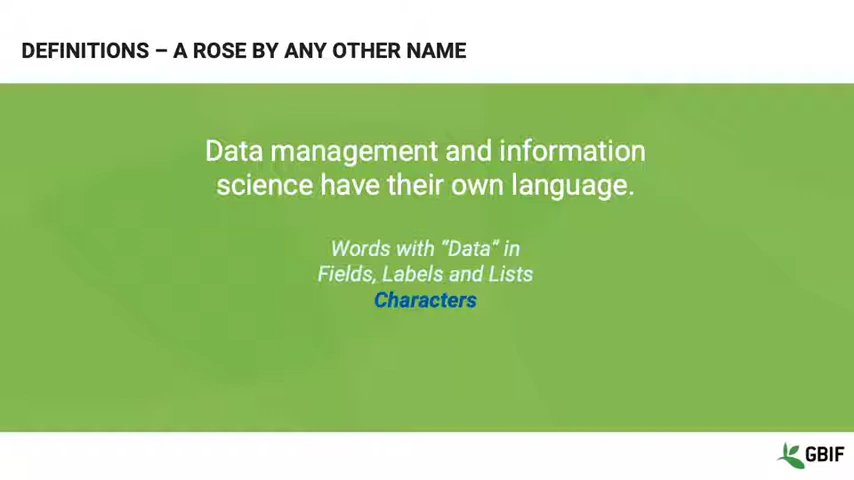 DEFINITIONS – A ROSE BY ANY OTHER NAME
Data management and information
science have their own language.
Words with “Data“ in
Fields, Labels and Lists
Characters
GBIF